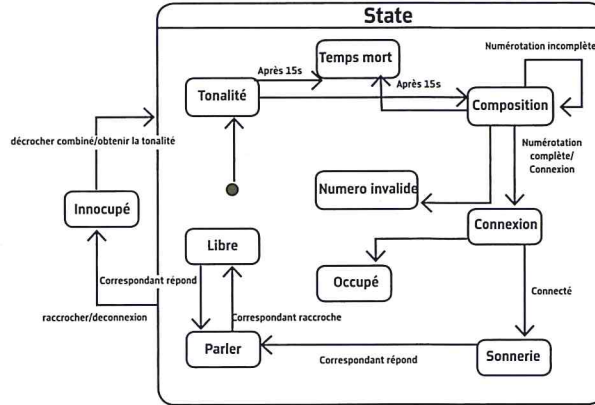 State
Temps mort
Numérotation incomplète
Après 15s
Après 15s
Tonalité
Composition
décrocher combiné/obtenir la tonalité
Numérotation
complète/
Connexion
Innocupé
Numero invalide
Connexion
Libre
Occupé
Correspondant répond
Connecté
raccrocher/deconnexion
Correspondant raccroche
Parler
Correspondant répond
Sonnerie